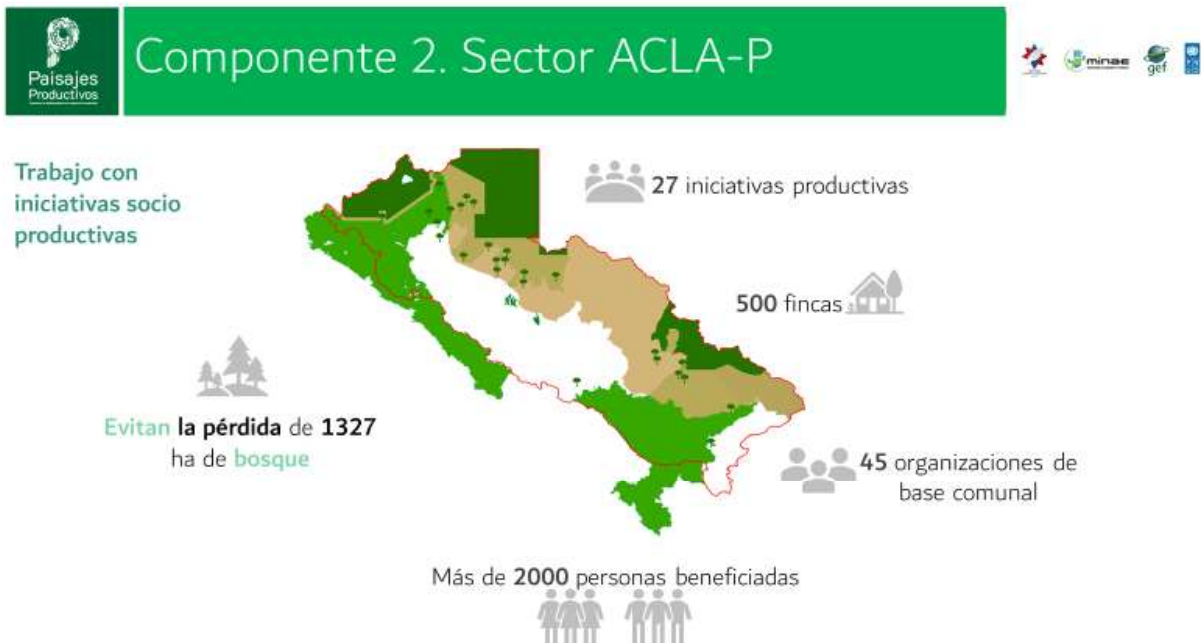 Paisajes
Productivos
Componente 2. Sector ACLA-P
minae
gef
Trabajo con
iniciativas socio
productivas
27 iniciativas productivas
500 fincas
Evitan la pérdida de 1327
ha de bosque
45 organizaciones de
base comunal
Más de 2000 personas beneficiadas